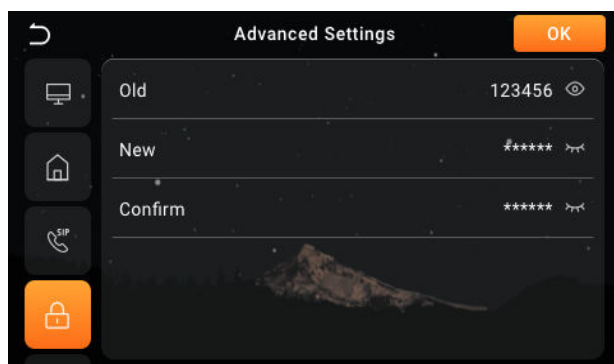 Advanced Settings
OK
Old 123456
New ******
SIP
Confirm ******